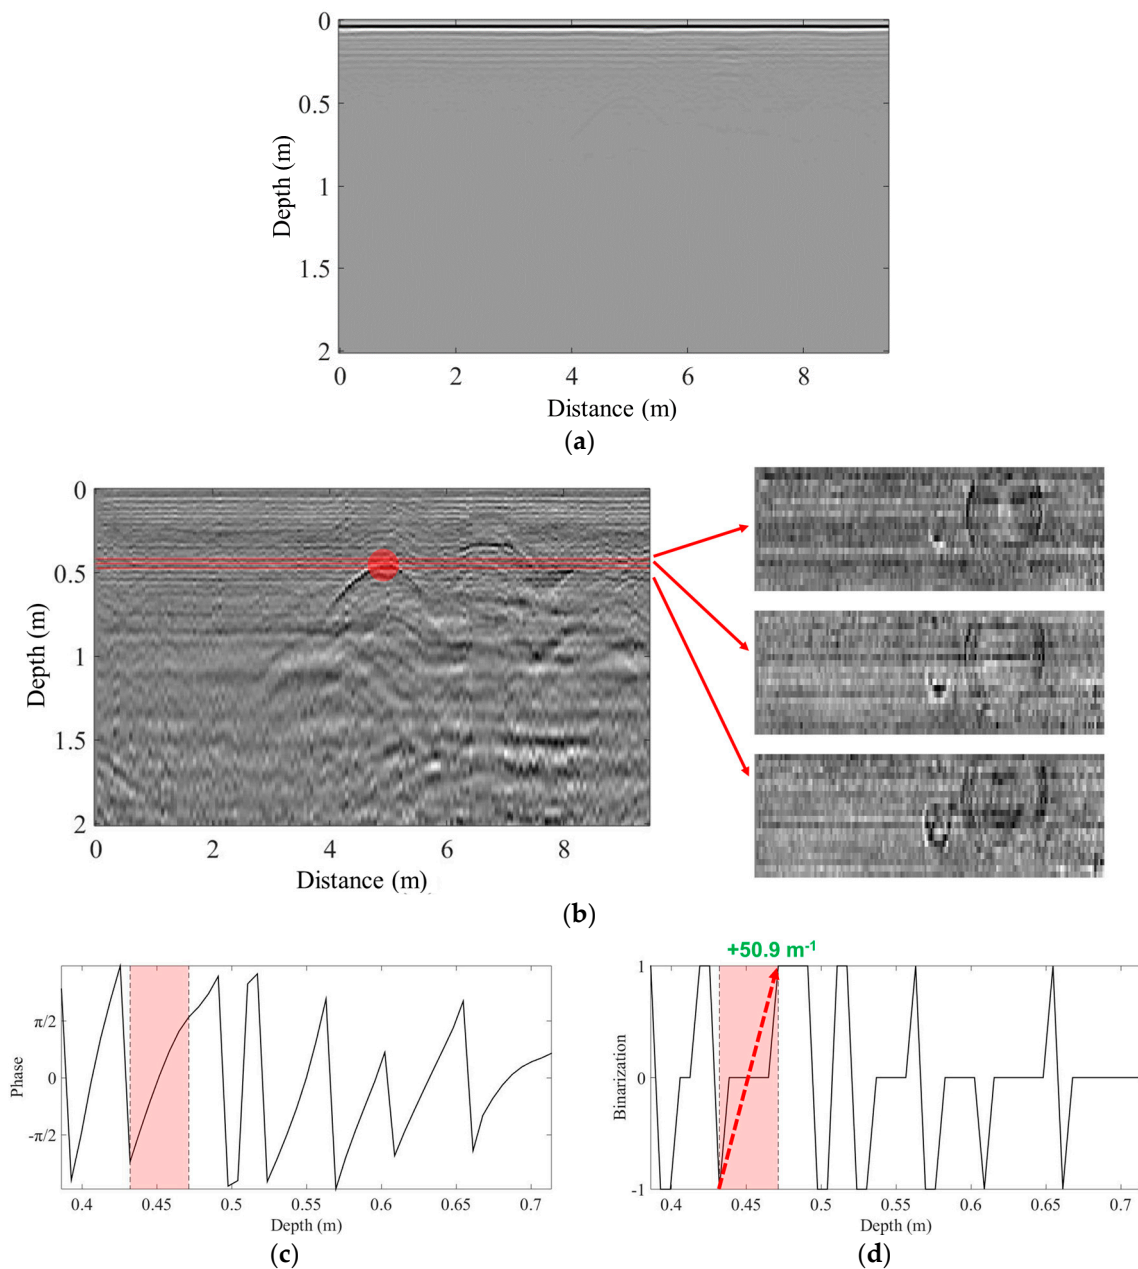 0
0.5
1
1.5
2
Depth (m)
0 2 4 6 8
Distance (m)
(a)
0
0.5
1
1.5
2
Depth (m)
0 2 4 6 8
Distance (m)
(b)
π/2
0
-π/2
Phase
0.4 0.45 0.5 0.55 0.6 0.65 0.7
Depth (m)
(c)
+50.9 m⁻¹
1
0
-1
Binarization
0.4 0.45 0.5 0.55 0.6 0.65 0.7
Depth (m)
(d)